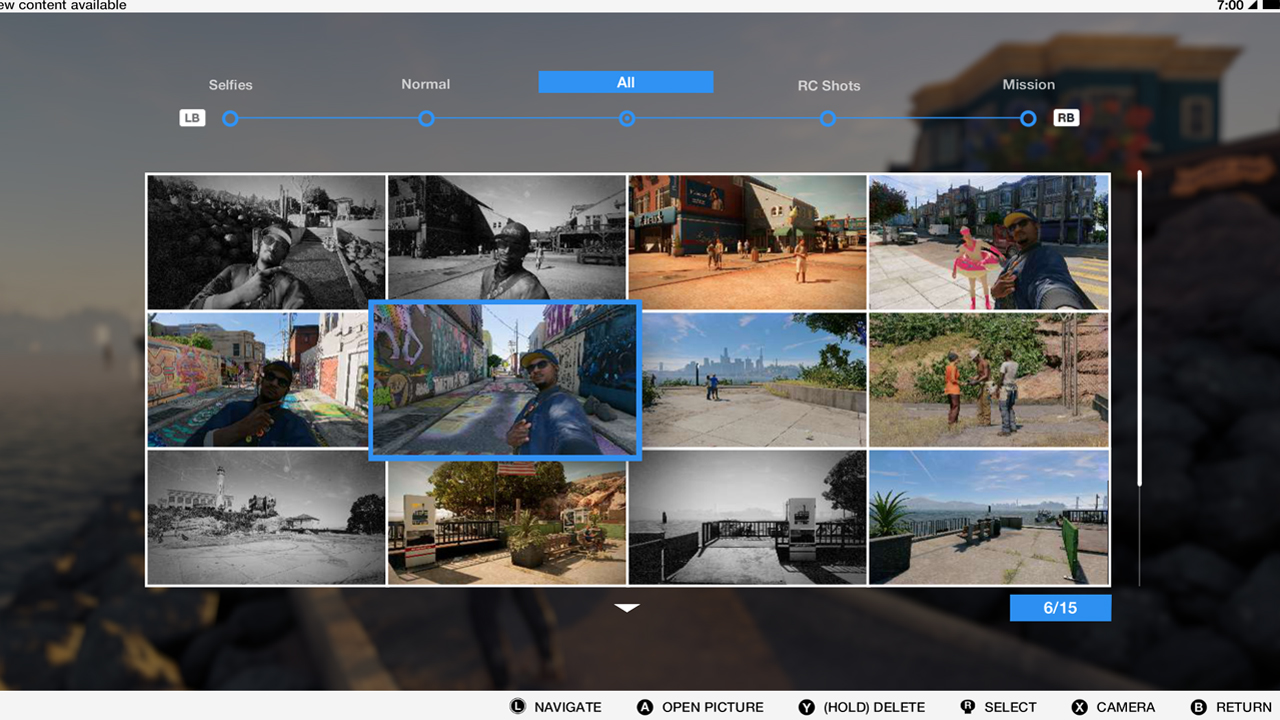 ew content available
7:00
Selfies
Normal
All
RC Shots
Mission
LB
RB
6/15
L NAVIGATE
A OPEN PICTURE
Y (HOLD) DELETE
R SELECT
X CAMERA
B RETURN